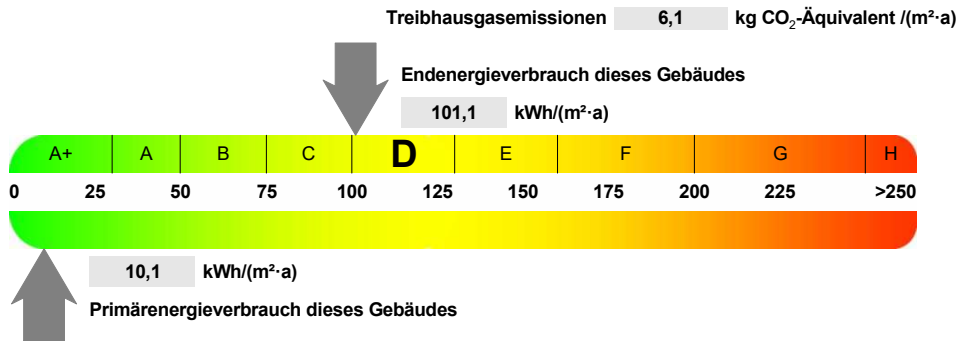 Treibhausgasemissionen 6,1 kg CO₂-Äquivalent /(m²·a)
Endenergieverbrauch dieses Gebäudes
101,1 kWh/(m²·a)
A+ A B C D E F G H
0 25 50 75 100 125 150 175 200 225 >250
10,1 kWh/(m²·a)
Primärenergieverbrauch dieses Gebäudes